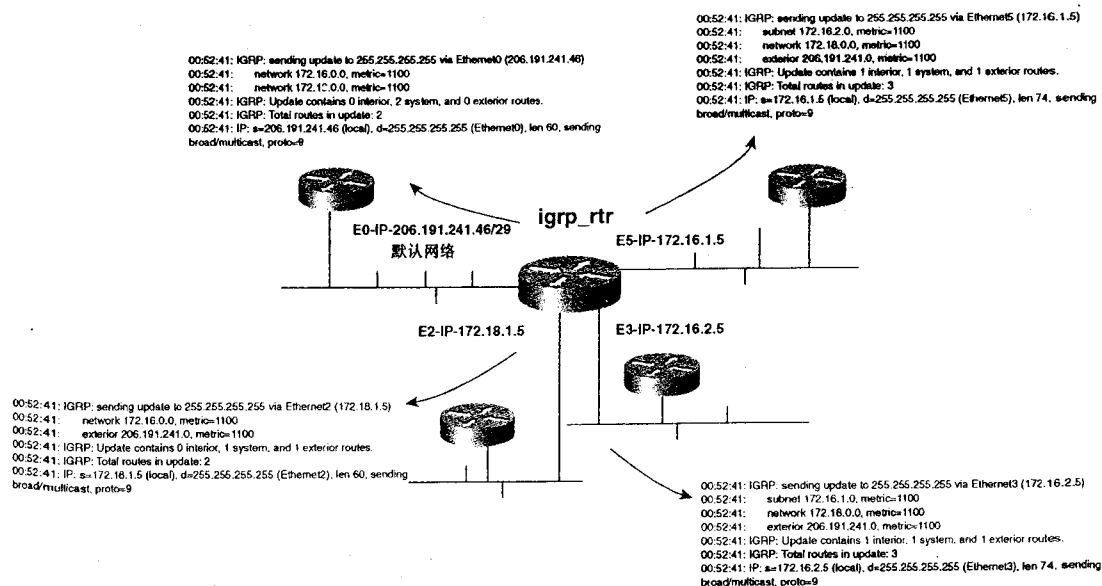 00:52:41: IGRP: sending update to 255.255.255.255 via Ethernet0 (206.191.241.46)
00:52:41: network 172.16.0.0, metric=1100
00:52:41: network 172.18.0.0, metric=1100
00:52:41: IGRP: Update contains 0 interior, 2 system, and 0 exterior routes.
00:52:41: IGRP: Total routes in update: 2
00:52:41: IP: s=206.191.241.46 (local), d=255.255.255.255 (Ethernet0), len 60, sending
broad/multicast, proto=9
00:52:41: IGRP: sending update to 255.255.255.255 via Ethernet5 (172.16.1.5)
00:52:41: subnet 172.16.2.0, metric=1100
00:52:41: network 172.18.0.0, metric=1100
00:52:41: exterior 206.191.241.0, metric=1100
00:52:41: IGRP: Update contains 1 interior, 1 system, and 1 exterior routes.
00:52:41: IGRP: Total routes in update: 3
00:52:41: IP: s=172.16.1.5 (local), d=255.255.255.255 (Ethernet5), len 74, sending
broad/multicast, proto=9
igrp_rtr
E0-IP-206.191.241.46/29
默认网络
E5-IP-172.16.1.5
E2-IP-172.18.1.5
E3-IP-172.16.2.5
00:52:41: IGRP: sending update to 255.255.255.255 via Ethernet2 (172.18.1.5)
00:52:41: network 172.16.0.0, metric=1100
00:52:41: exterior 206.191.241.0, metric=1100
00:52:41: IGRP: Update contains 0 interior, 1 system, and 1 exterior routes.
00:52:41: IGRP: Total routes in update: 2
00:52:41: IP: s=172.16.1.5 (local), d=255.255.255.255 (Ethernet2), len 60, sending
broad/multicast, proto=9
00:52:41: IGRP: sending update to 255.255.255.255 via Ethernet3 (172.16.2.5)
00:52:41: subnet 172.16.1.0, metric=1100
00:52:41: network 172.18.0.0, metric=1100
00:52:41: exterior 206.191.241.0, metric=1100
00:52:41: IGRP: Update contains 1 interior, 1 system, and 1 exterior routes.
00:52:41: IGRP: Total routes in update: 3
00:52:41: IP: s=172.16.2.5 (local), d=255.255.255.255 (Ethernet3), len 74, sending
broad/multicast, proto=9